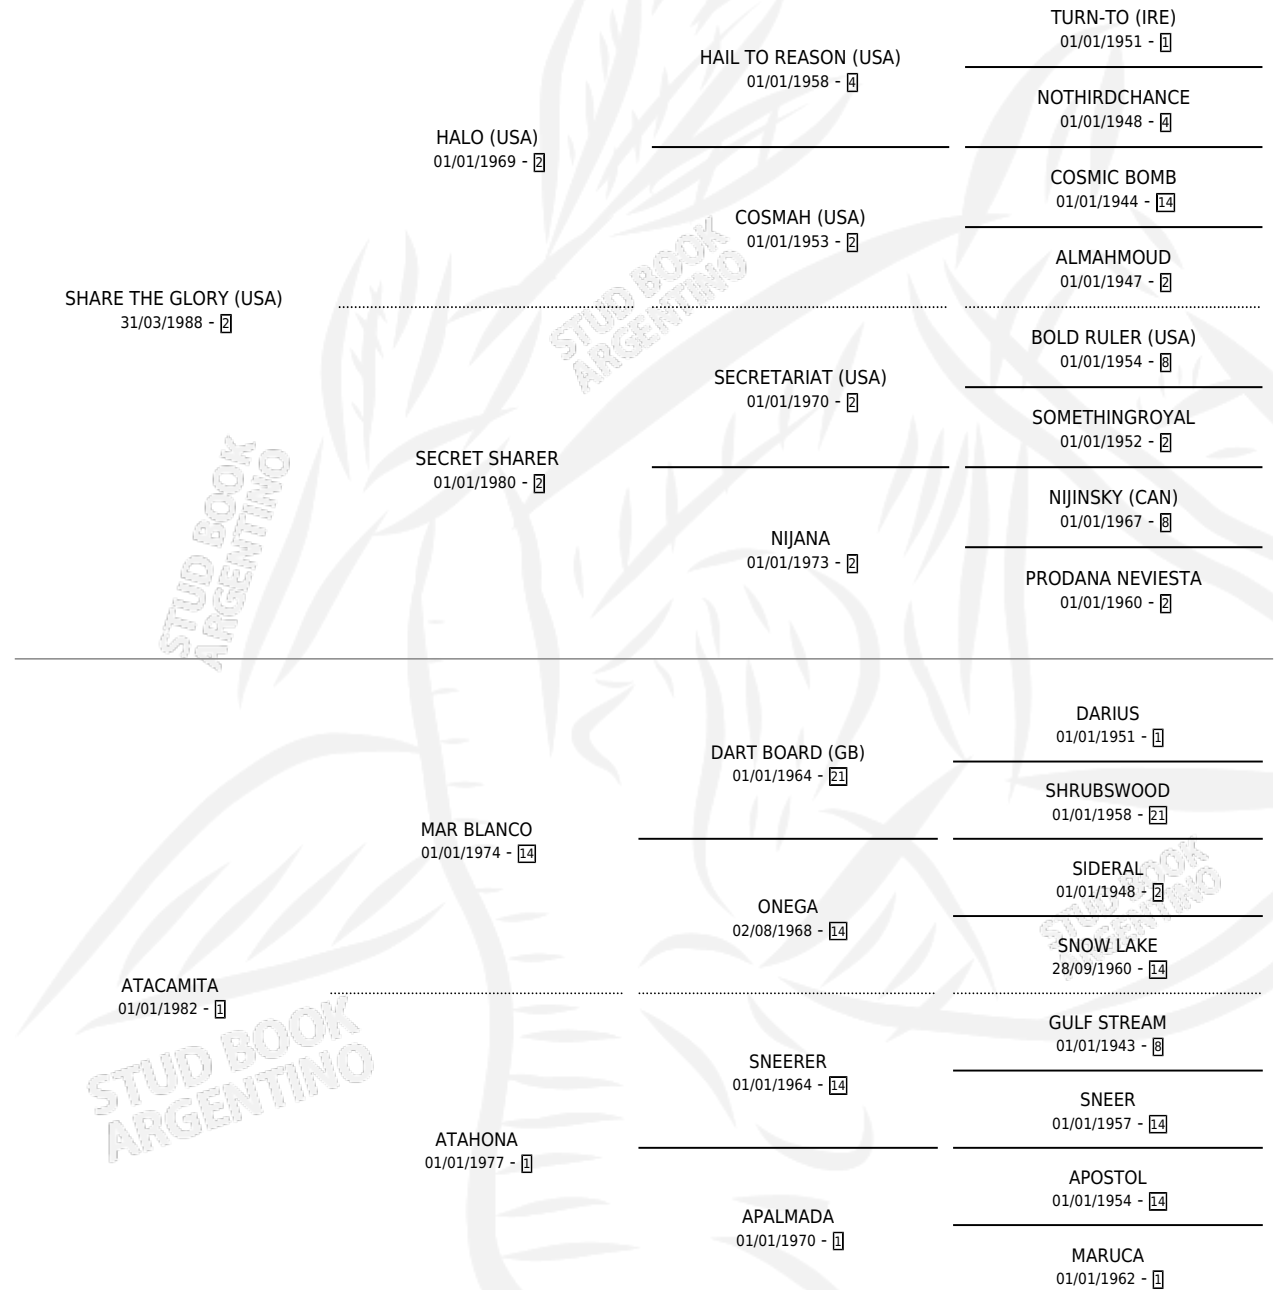 TURN-TO (IRE)
01/01/1951 - 1
HAIL TO REASON (USA)
01/01/1958 - 4
NOTHIRDCHANCE
01/01/1948 - 4
HALO (USA)
01/01/1969 - 2
COSMIC BOMB
01/01/1944 - 14
COSMAH (USA)
01/01/1953 - 2
ALMAHMOUD
01/01/1947 - 2
SHARE THE GLORY (USA)
31/03/1988 - 2
STUD BOOK
ARGENTINO
BOLD RULER (USA)
01/01/1954 - 8
SECRETARIAT (USA)
01/01/1970 - 2
SOMETHINGROYAL
01/01/1952 - 2
SECRET SHARER
01/01/1980 - 2
NIJINSKY (CAN)
01/01/1967 - 8
NIJANA
01/01/1973 - 2
PRODANA NEVIESTA
01/01/1960 - 2
STUD BOOK
ARGENTINO
DARIUS
01/01/1951 - 1
DART BOARD (GB)
01/01/1964 - 21
SHRUBSWOOD
01/01/1958 - 21
MAR BLANCO
01/01/1974 - 14
SIDERAL
01/01/1948 - 2
ONEGA
02/08/1968 - 14
SNOW LAKE
28/09/1960 - 14
STUD BOOK
ARGENTINO
ATACAMITA
01/01/1982 - 1
GULF STREAM
01/01/1943 - 8
SNEERER
01/01/1964 - 14
SNEER
01/01/1957 - 14
STUD BOOK
ARGENTINO
ATAHONA
01/01/1977 - 1
APOSTOL
01/01/1954 - 14
APALMADA
01/01/1970 - 1
MARUCA
01/01/1962 - 1